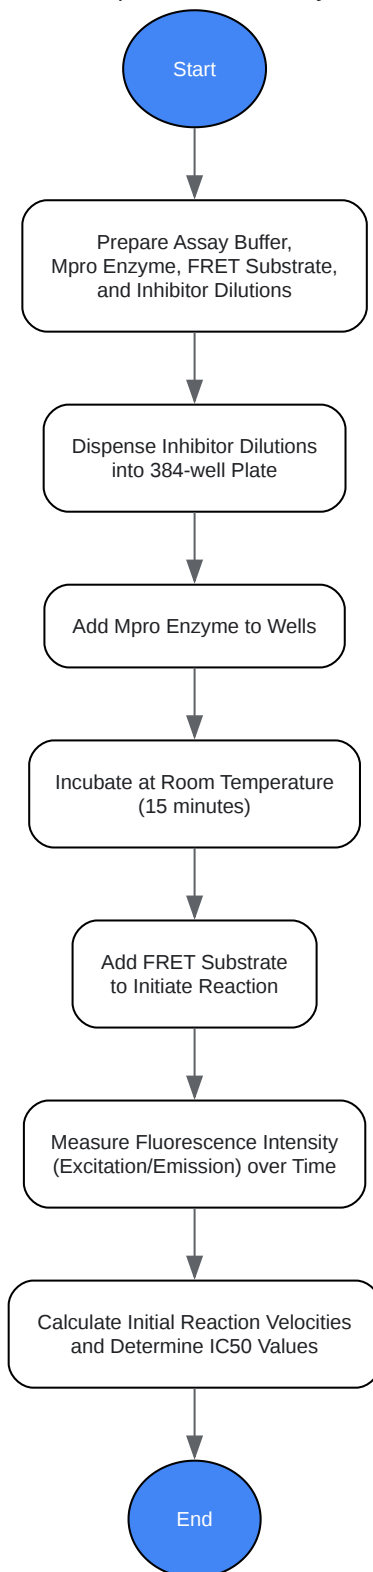 Start
Prepare Assay Buffer,
Mpro Enzyme, FRET Substrate,
and Inhibitor Dilutions
Dispense Inhibitor Dilutions
into 384-well Plate
Add Mpro Enzyme to Wells
Incubate at Room Temperature
(15 minutes)
Add FRET Substrate
to Initiate Reaction
Measure Fluorescence Intensity
(Excitation/Emission) over Time
Calculate Initial Reaction Velocities
and Determine IC50 Values
End